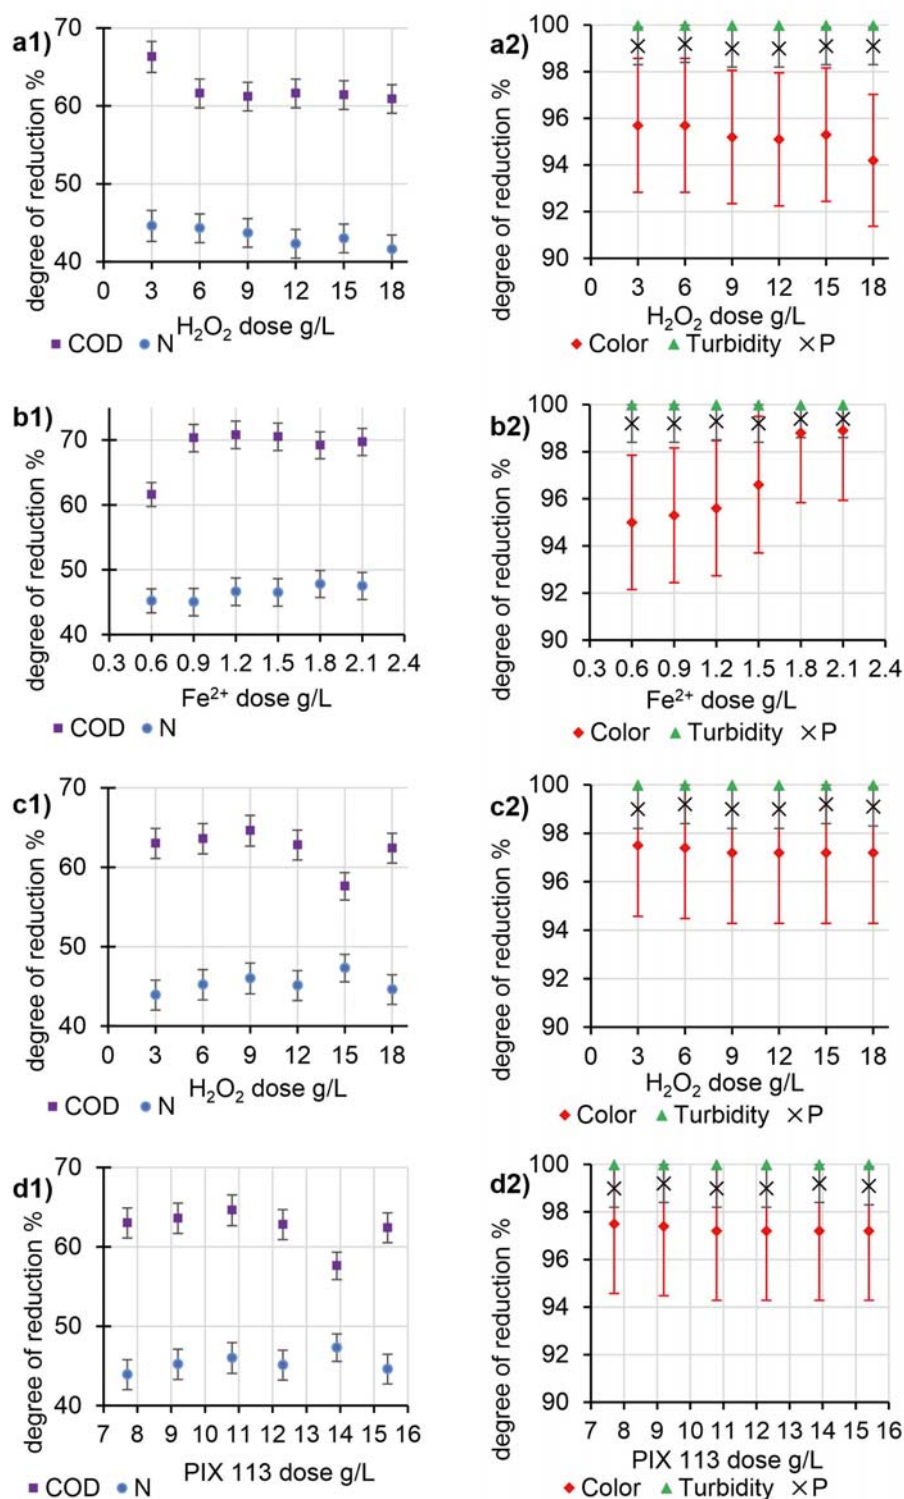 a1)
degree of reduction %
70
60
50
40
0 3 6 9 12 15 18
H₂O₂ dose g/L
■ COD ● N
a2)
degree of reduction %
100
98
96
94
92
90
0 3 6 9 12 15 18
H₂O₂ dose g/L
◆ Color ▲ Turbidity ×P
b1)
degree of reduction %
70
60
50
40
0.3 0.6 0.9 1.2 1.5 1.8 2.1 2.4
Fe²⁺ dose g/L
■ COD ● N
b2)
degree of reduction %
100
98
96
94
92
90
0.3 0.6 0.9 1.2 1.5 1.8 2.1 2.4
Fe²⁺ dose g/L
◆ Color ▲ Turbidity ×P
c1)
degree of reduction %
70
60
50
40
0 3 6 9 12 15 18
H₂O₂ dose g/L
■ COD ● N
c2)
degree of reduction %
100
98
96
94
92
90
0 3 6 9 12 15 18
H₂O₂ dose g/L
◆ Color ▲ Turbidity ×P
d1)
degree of reduction %
70
60
50
40
7 8 9 10 11 12 13 14 15 16
PIX 113 dose g/L
■ COD ● N
d2)
degree of reduction %
100
98
96
94
92
90
7 8 9 10 11 12 13 14 15 16
PIX 113 dose g/L
◆ Color ▲ Turbidity ×P